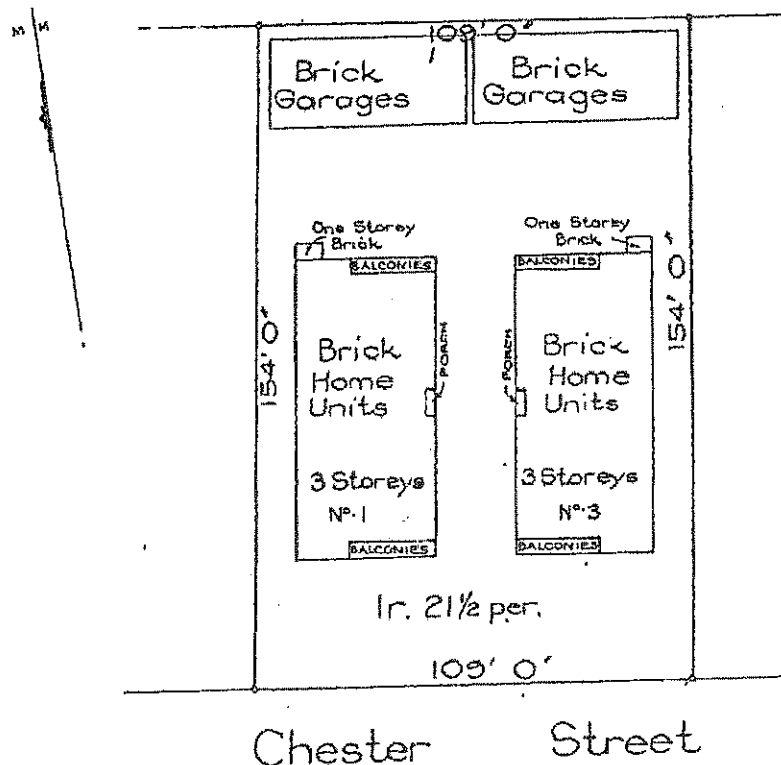 M N
109' 0"
Brick
Garages
Brick
Garages
One Storey
Brick
One Storey
Brick
BALCONIES
BALCONIES
154' 0"
154' 0"
Brick
Home
Units
PORCH
PORCH
Brick
Home
Units
3 Storeys
Nº.1
3 Storeys
Nº.3
BALCONIES
BALCONIES
1r. 21½ per.
109' 0"
Chester Street